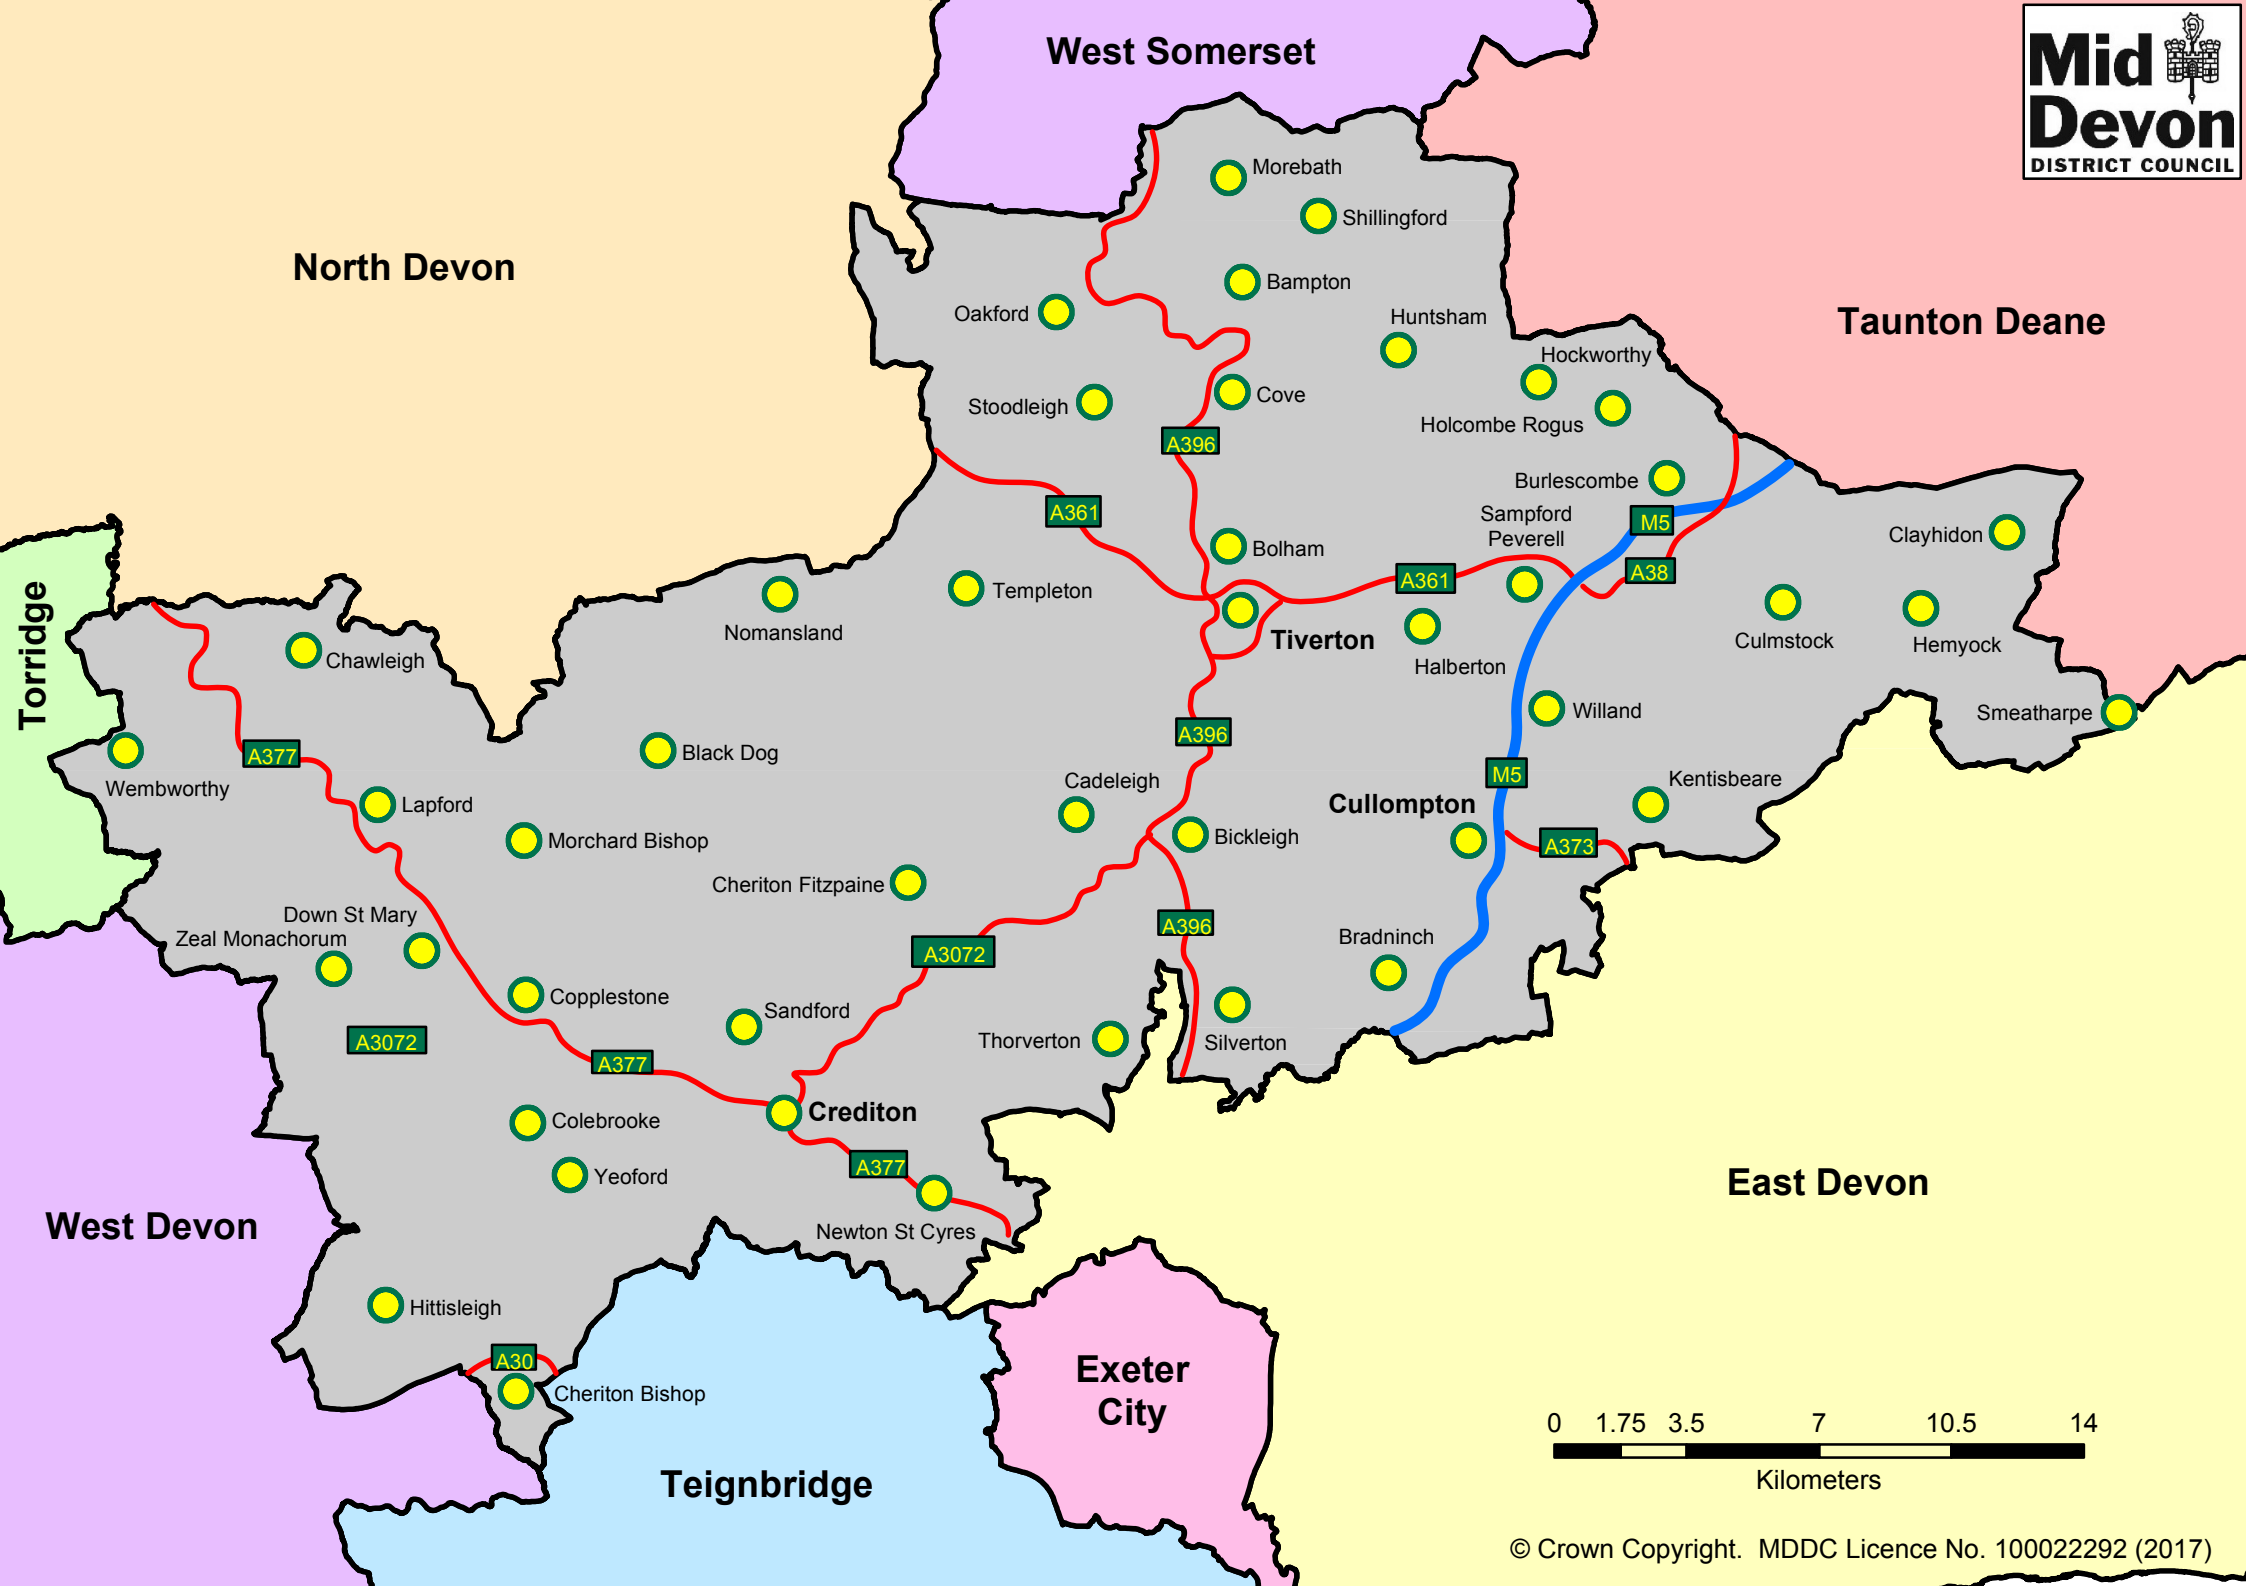 West Somerset
Mid
Devon
DISTRICT COUNCIL
Morebath
Shillingford
North Devon
Bampton
Oakford
Huntsham
Taunton Deane
Hockworthy
Cove
Stoodleigh
Holcombe Rogus
A396
Burlescombe
A361
Sampford
Peverell
M5
Clayhidon
Bolham
A361
A38
Templeton
Torridge
Nomansland
Tiverton
Culmstock
Hemyock
Chawleigh
Halberton
Willand
Smeatharpe
A396
A377
Black Dog
M5
Cadeleigh
Kentisbeare
Wembworthy
Lapford
Cullompton
Bickleigh
Morchard Bishop
A373
Cheriton Fitzpaine
Down St Mary
A396
Zeal Monachorum
Bradninch
A3072
Copplestone
Sandford
A3072
Thorverton
Silverton
A377
Crediton
Colebrooke
A377
Yeoford
East Devon
West Devon
Newton St Cyres
Hittisleigh
A30
Exeter
City
Cheriton Bishop
0 1.75 3.5 7 10.5 14
Kilometers
Teignbridge
© Crown Copyright. MDDC Licence No. 100022292 (2017)